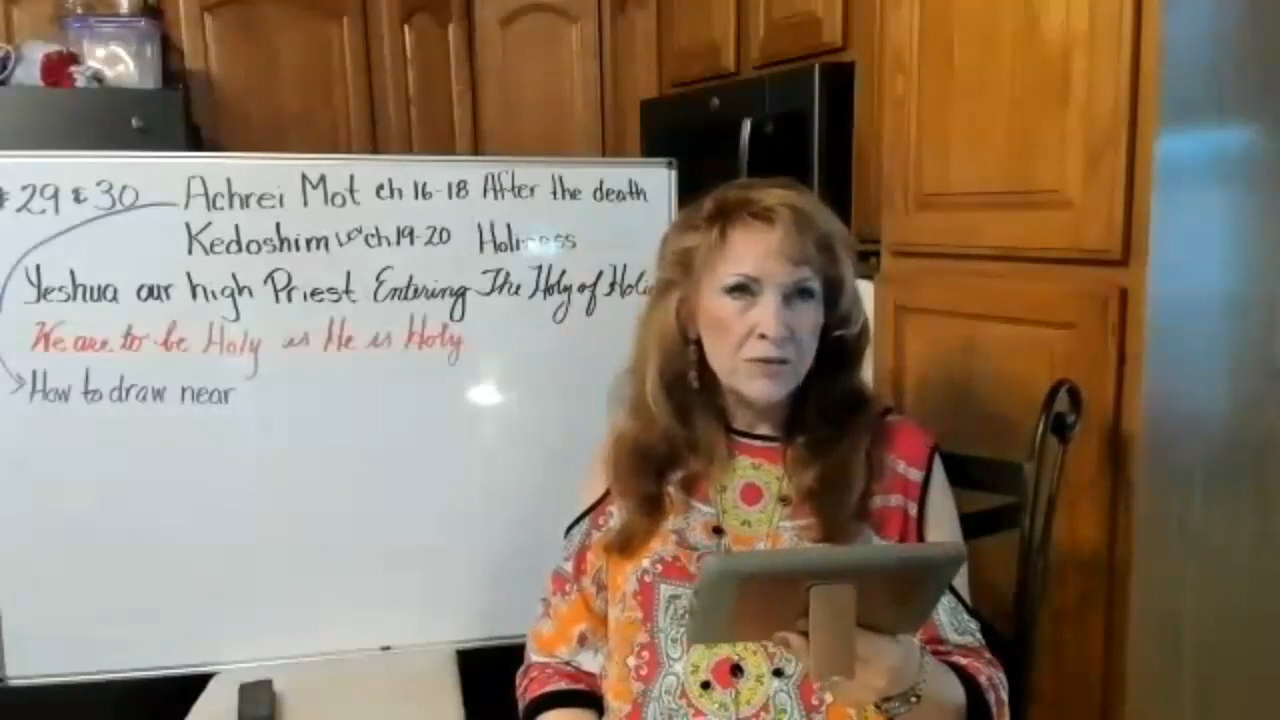 #29 & 30 Achrei Mot ch 16-18 After the death
Kedoshim ch 19-20 Holiness
Yeshua our high Priest Entering The Holy of
We are to be Holy as He is Holy
How to draw near